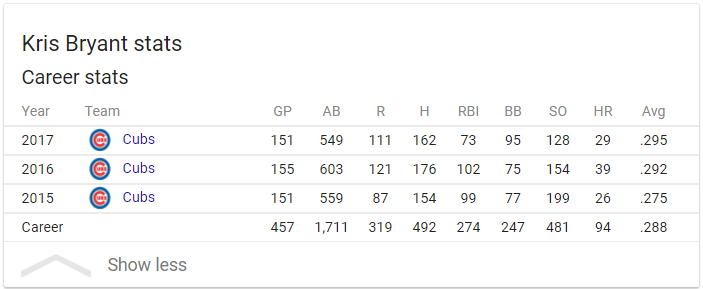 Kris Bryant stats
Career stats
Year Team GP AB R H RBI BB SO HR Avg
2017 Cubs 151 549 111 162 73 95 128 29 .295
2016 Cubs 155 603 121 176 102 75 154 39 .292
2015 Cubs 151 559 87 154 99 77 199 26 .275
Career 457 1,711 319 492 274 247 481 94 .288
Show less